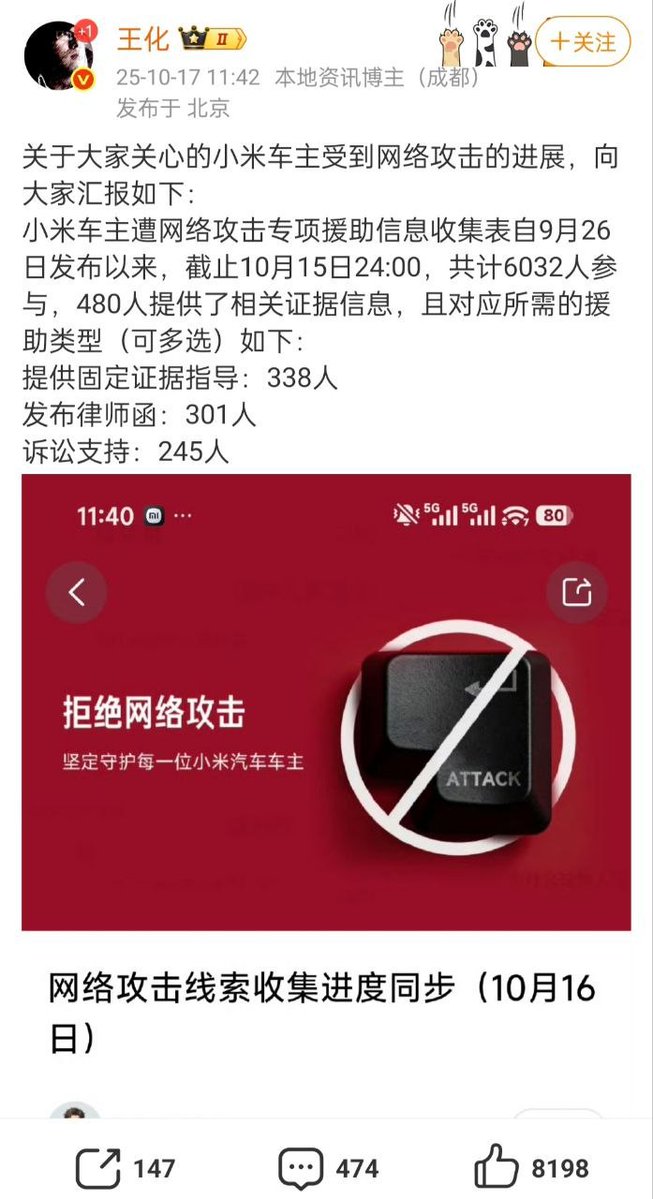 +1
王化 II
+关注
25-10-17 11:42 本地资讯博主（成都）
发布于 北京
关于大家关心的小米车主受到网络攻击的进展，向
大家汇报如下：
小米车主遭网络攻击专项援助信息收集表自9月26
日发布以来，截止10月15日24:00，共计6032人参
与，480人提供了相关证据信息，且对应所需的援
助类型（可多选）如下：
提供固定证据指导：338人
发布律师函：301人
诉讼支持：245人
11:40 ··· 5G 5G 80
拒绝网络攻击
坚定守护每一位小米汽车车主
ATTACK
网络攻击线索收集进度同步（10月16
日）
147 474 8198